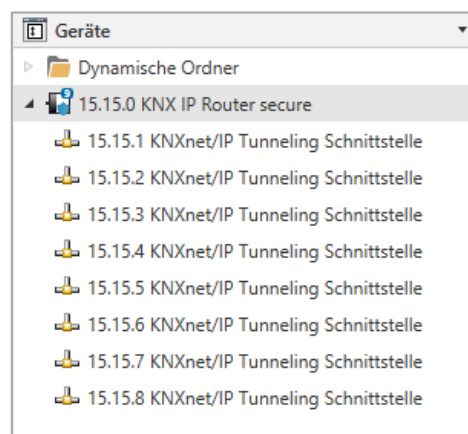 Geräte
Dynamische Ordner
15.15.0 KNX IP Router secure
15.15.1 KNXnet/IP Tunneling Schnittstelle
15.15.2 KNXnet/IP Tunneling Schnittstelle
15.15.3 KNXnet/IP Tunneling Schnittstelle
15.15.4 KNXnet/IP Tunneling Schnittstelle
15.15.5 KNXnet/IP Tunneling Schnittstelle
15.15.6 KNXnet/IP Tunneling Schnittstelle
15.15.7 KNXnet/IP Tunneling Schnittstelle
15.15.8 KNXnet/IP Tunneling Schnittstelle